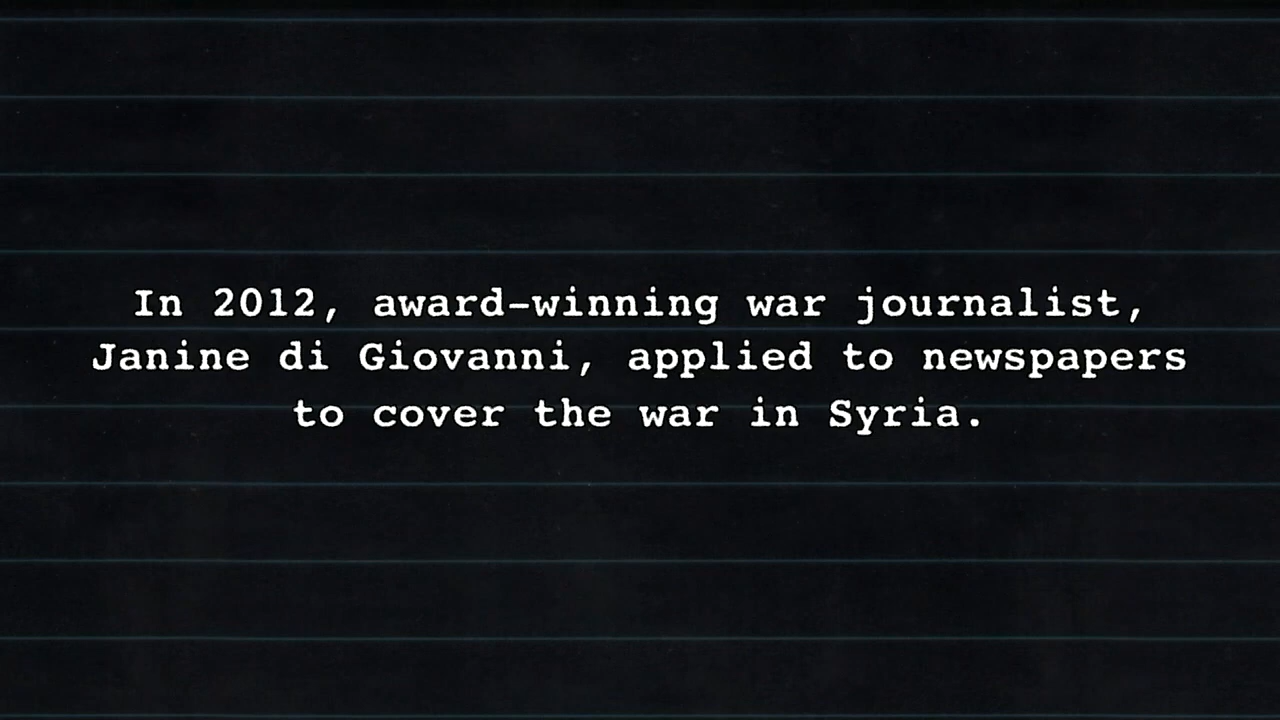 In 2012, award-winning war journalist,
Janine di Giovanni, applied to newspapers
to cover the war in Syria.